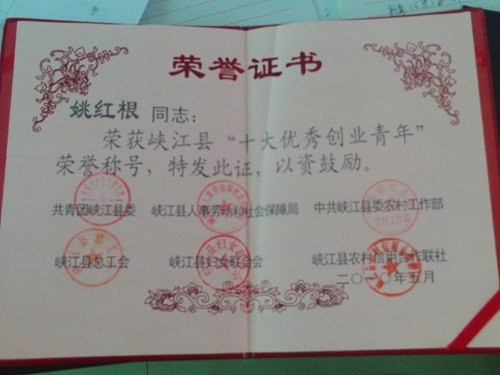 荣誉证书
姚红根 同志：
荣获峡江县“十大优秀创业青年”
荣誉称号，特发此证，以资鼓励。
共青团峡江县委 峡江县人事劳动和社会保障局 中共峡江县委农村工作部
峡江县总工会 峡江县妇女联合会 峡江县农村信用合作联社
二〇一〇年五月